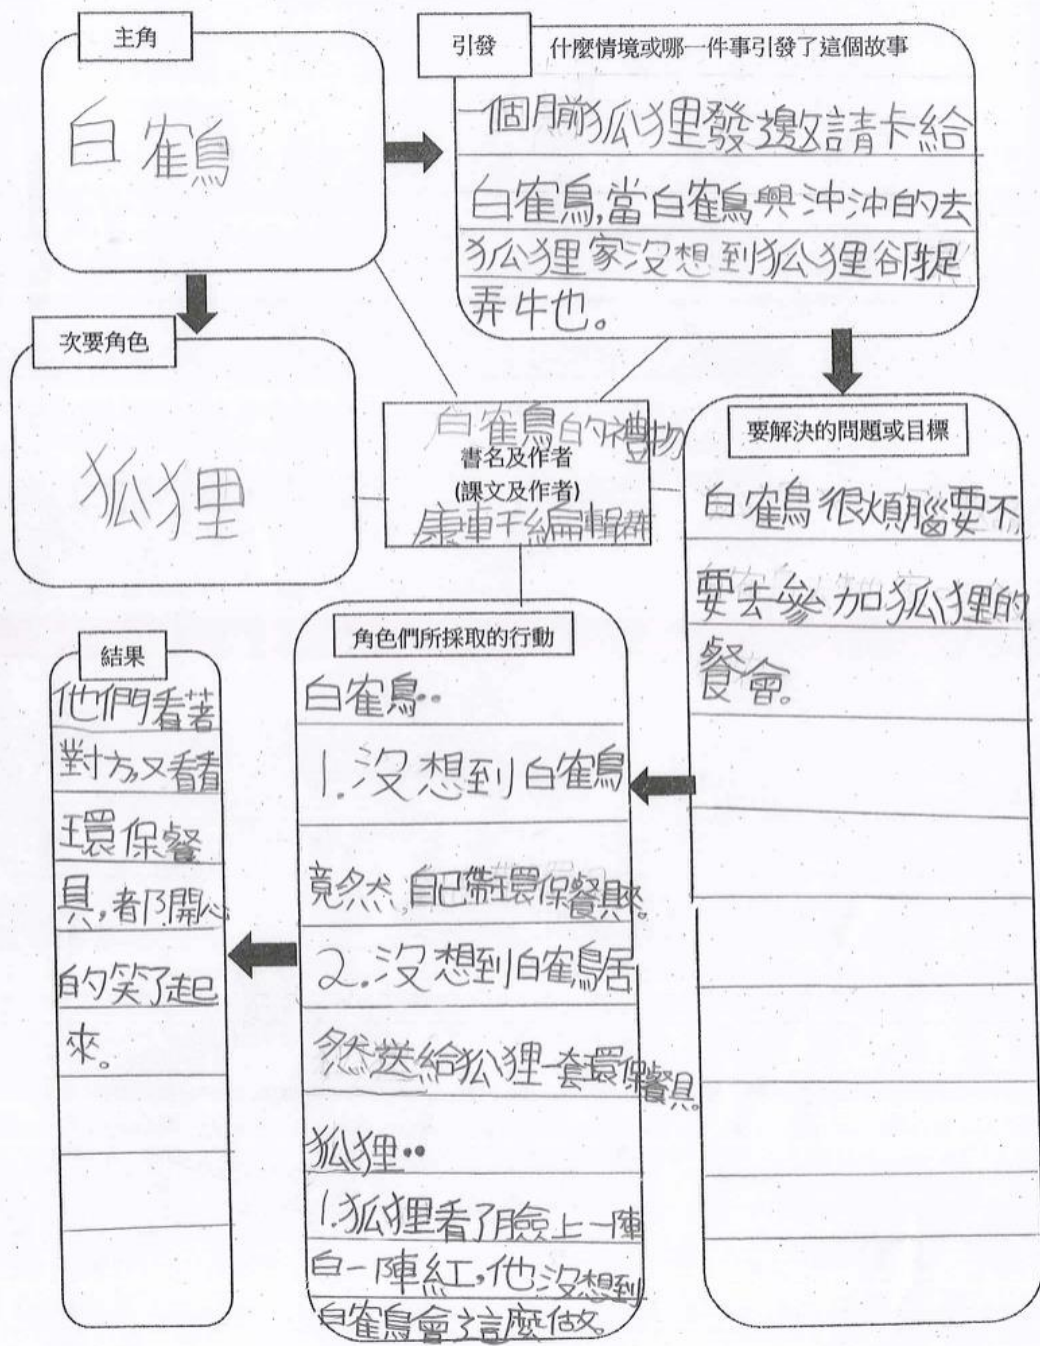 主角
白鶴
引發
什麼情境或哪一件事引發了這個故事
一個月前狐狸發邀請卡給
白鶴,當白鶴興沖沖的去
狐狸家沒想到狐狸卻捉
弄牠。
次要角色
狐狸
白鶴的禮物
書名及作者
(課文及作者)
康軒編輯群
要解決的問題或目標
白鶴很煩腦要不
要去參加狐狸的
餐會。
角色們所採取的行動
白鶴:
1.沒想到白鶴
竟然自己帶環保餐具來。
2.沒想到白鶴居
然送給狐狸一套環保餐具。
狐狸:
1.狐狸看了臉上一陣
白一陣紅,他沒想到
白鶴會這麼做。
結果
他們看著
對方,又看看
環保餐
具,都開心
的笑了起
來。